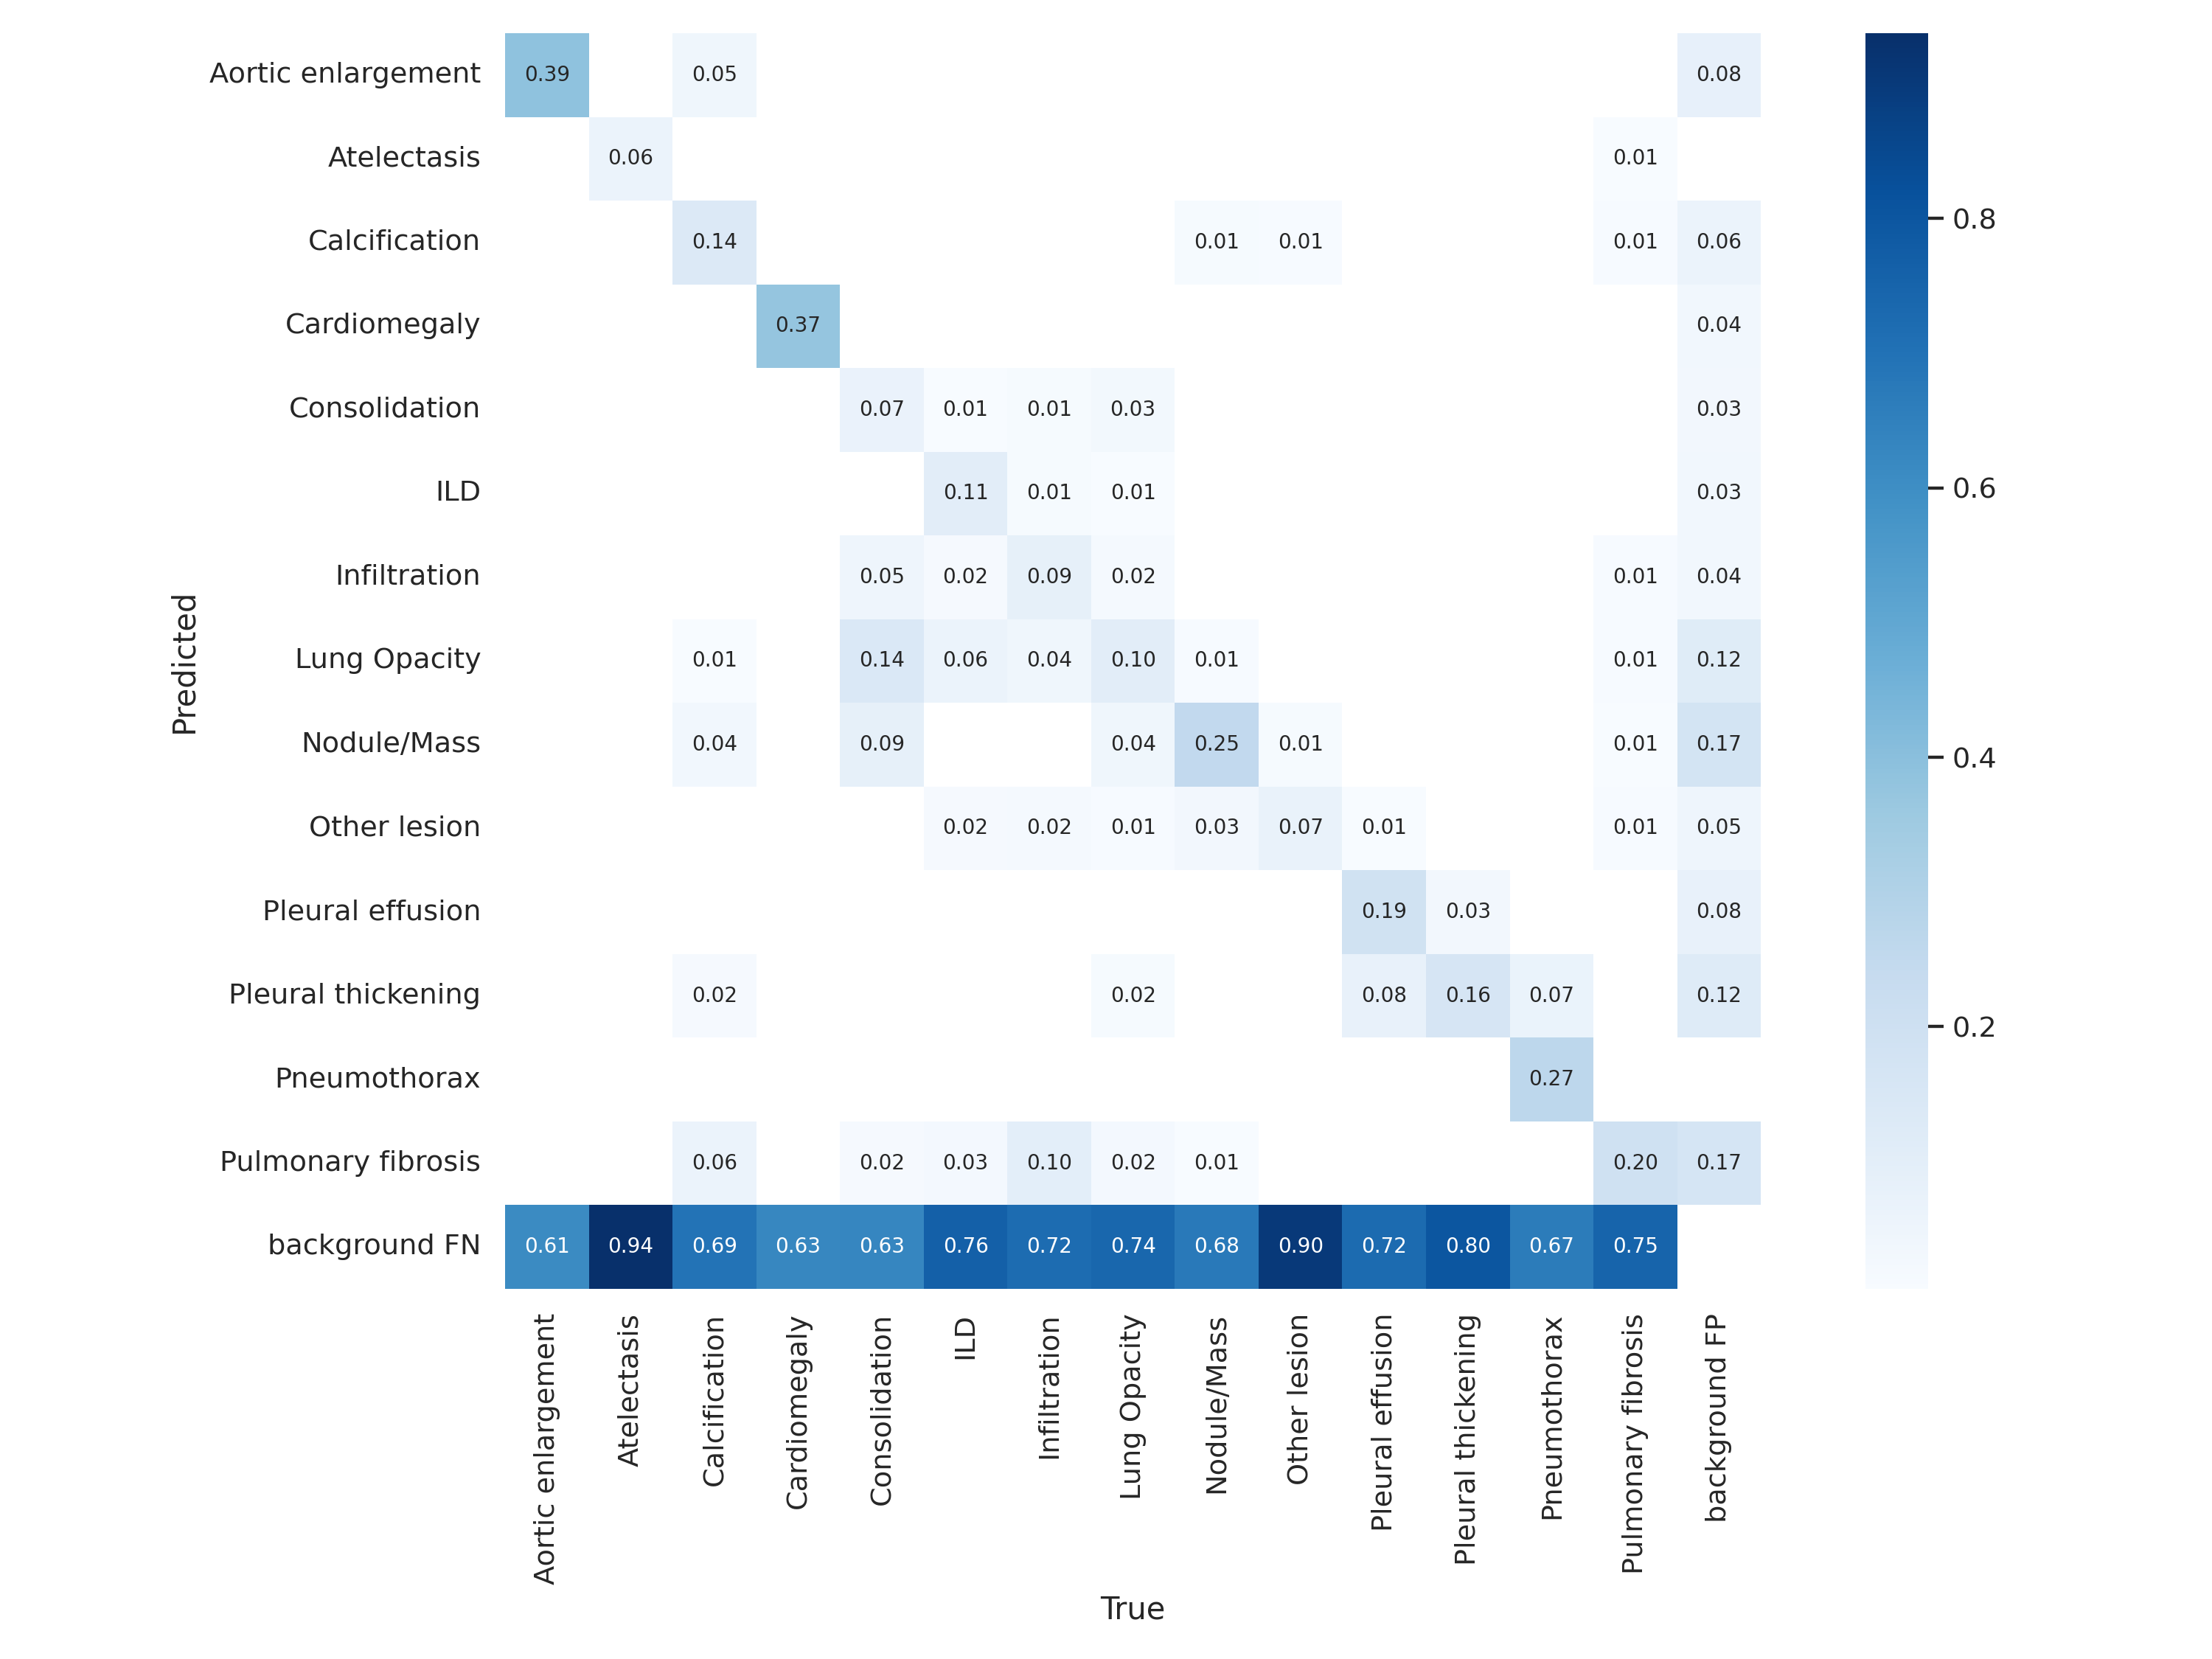 Aortic enlargement 0.39 0.05 0.08
Atelectasis 0.06 0.01
Calcification 0.14 0.01 0.01 0.01 0.06
Cardiomegaly 0.37 0.04
Consolidation 0.07 0.01 0.01 0.03 0.03
ILD 0.11 0.01 0.01 0.03
Infiltration 0.05 0.02 0.09 0.02 0.01 0.04
Lung Opacity 0.01 0.14 0.06 0.04 0.10 0.01 0.01 0.12
Nodule/Mass 0.04 0.09 0.04 0.25 0.01 0.01 0.17
Other lesion 0.02 0.02 0.01 0.03 0.07 0.01 0.01 0.05
Pleural effusion 0.19 0.03 0.08
Pleural thickening 0.02 0.02 0.08 0.16 0.07 0.12
Pneumothorax 0.27
Pulmonary fibrosis 0.06 0.02 0.03 0.10 0.02 0.01 0.20 0.17
background FN 0.61 0.94 0.69 0.63 0.63 0.76 0.72 0.74 0.68 0.90 0.72 0.80 0.67 0.75
Predicted
Aortic enlargement
Atelectasis
Calcification
Cardiomegaly
Consolidation
ILD
Infiltration
Lung Opacity
Nodule/Mass
Other lesion
Pleural effusion
Pleural thickening
Pneumothorax
Pulmonary fibrosis
background FP
True
0.8
0.6
0.4
0.2